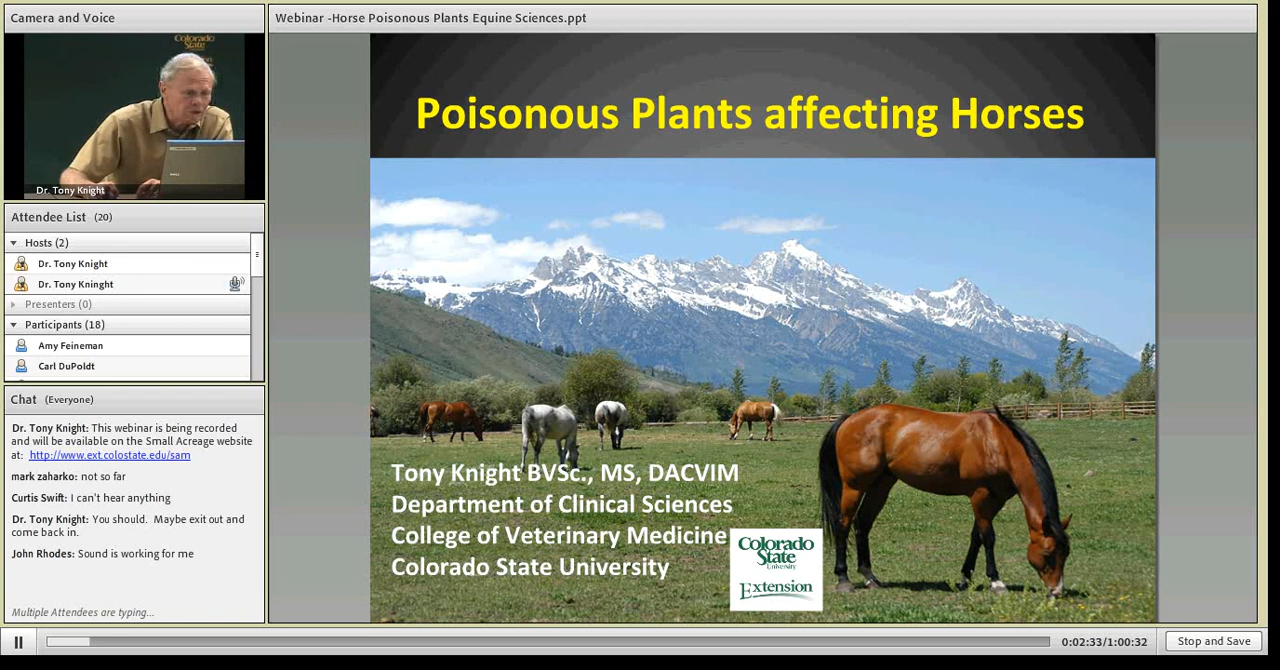 Camera and Voice
Colorado
State
Dr. Tony Knight
Attendee List (20)
Hosts (2)
Dr. Tony Knight
Dr. Tony Kninght
Presenters (0)
Participants (18)
Amy Feineman
Carl DuPoldt
Chat (Everyone)
Dr. Tony Knight: This webinar is being recorded
and will be available on the Small Acreage website
at: http://www.ext.colostate.edu/sam
mark zaharko: not so far
Curtis Swift: I can't hear anything
Dr. Tony Knight: You should. Maybe exit out and
come back in.
John Rhodes: Sound is working for me
Multiple Attendees are typing...
Webinar -Horse Poisonous Plants Equine Sciences.ppt
Poisonous Plants affecting Horses
Tony Knight BVSc., MS, DACVIM
Department of Clinical Sciences
College of Veterinary Medicine
Colorado State University
Colorado
State
University
Extension
0:02:33/1:00:32
Stop and Save